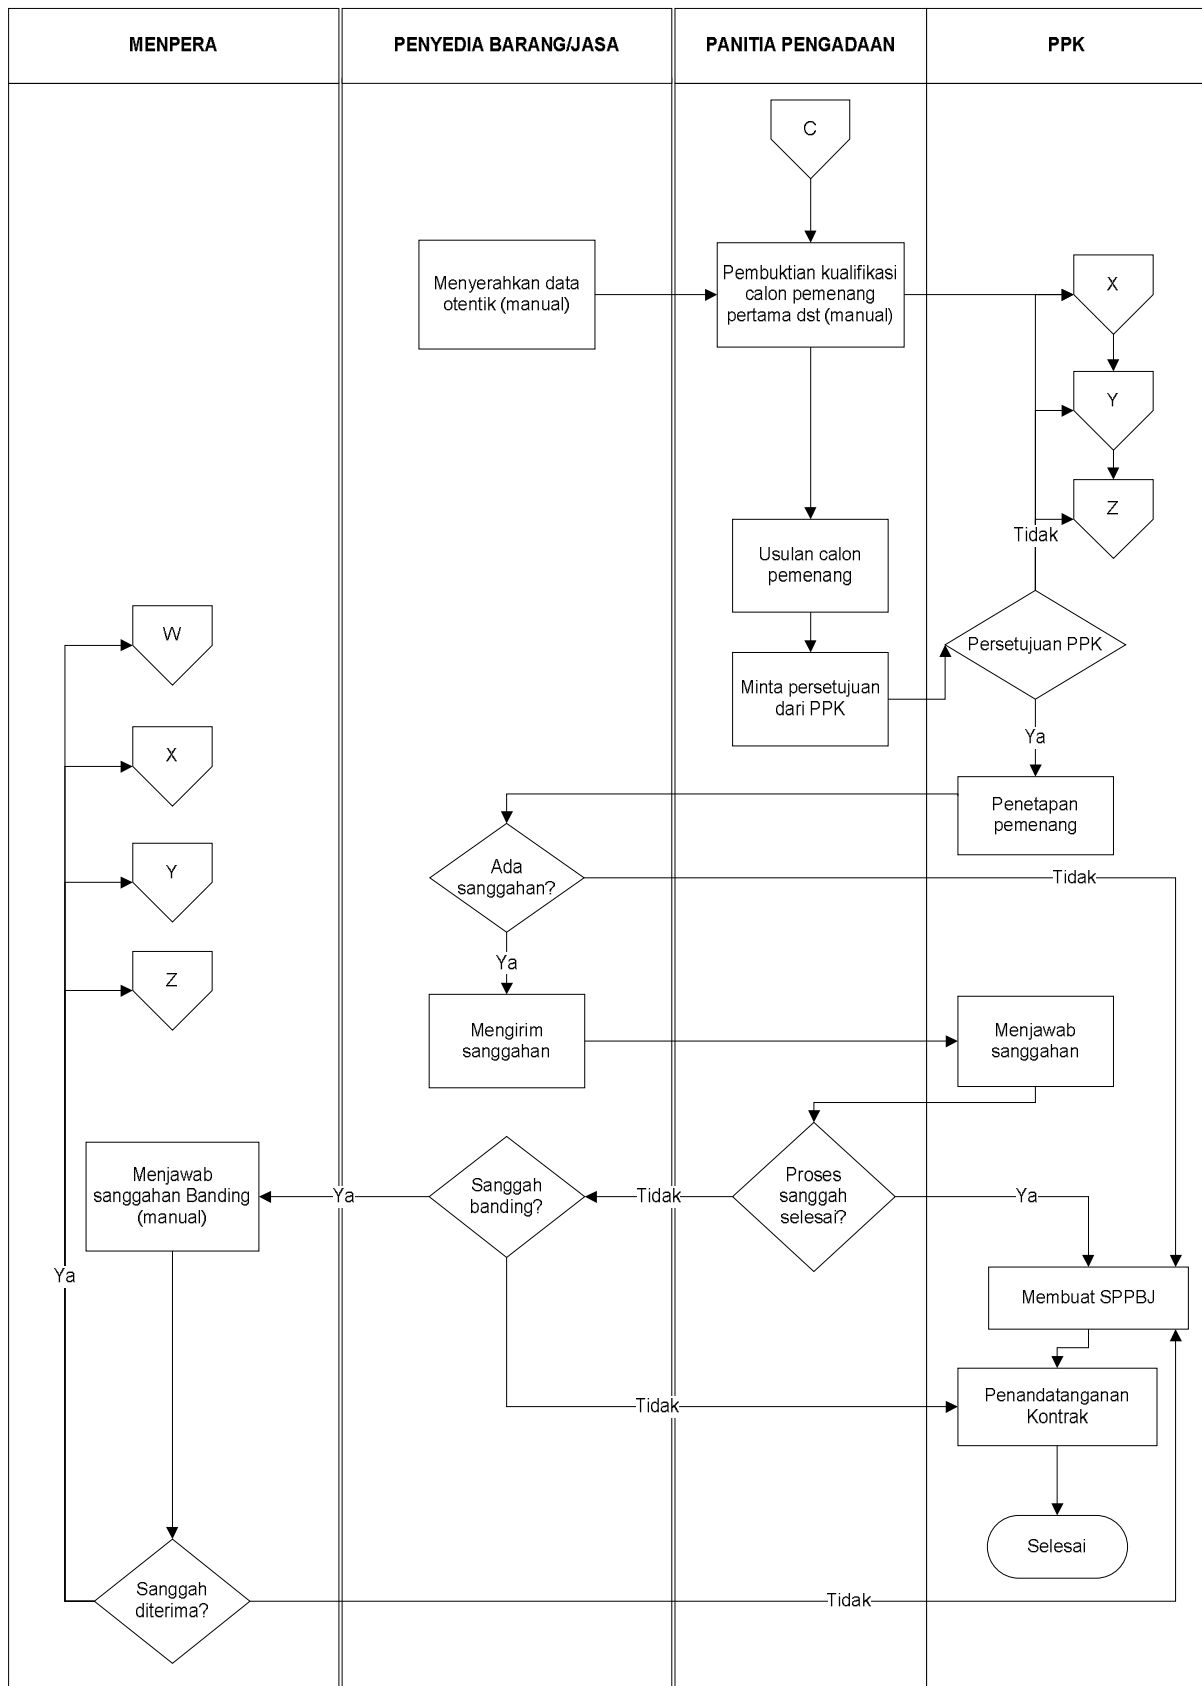 MENPERA
PENYEDIA BARANG/JASA
PANITIA PENGADAAN
PPK
C
Menyerahkan data
otentik (manual)
Pembuktian kualifikasi
calon pemenang
pertama dst (manual)
X
Y
Z
Tidak
Usulan calon
pemenang
Minta persetujuan
dari PPK
Persetujuan PPK
Ya
W
X
Y
Z
Penetapan
pemenang
Ada
sanggahan?
Tidak
Ya
Mengirim
sanggahan
Menjawab
sanggahan
Menjawab
sanggahan Banding
(manual)
Ya
Sanggah
banding?
Tidak
Proses
sanggah
selesai?
Ya
Ya
Membuat SPPBJ
Tidak
Penandatanganan
Kontrak
Selesai
Sanggah
diterima?
Tidak